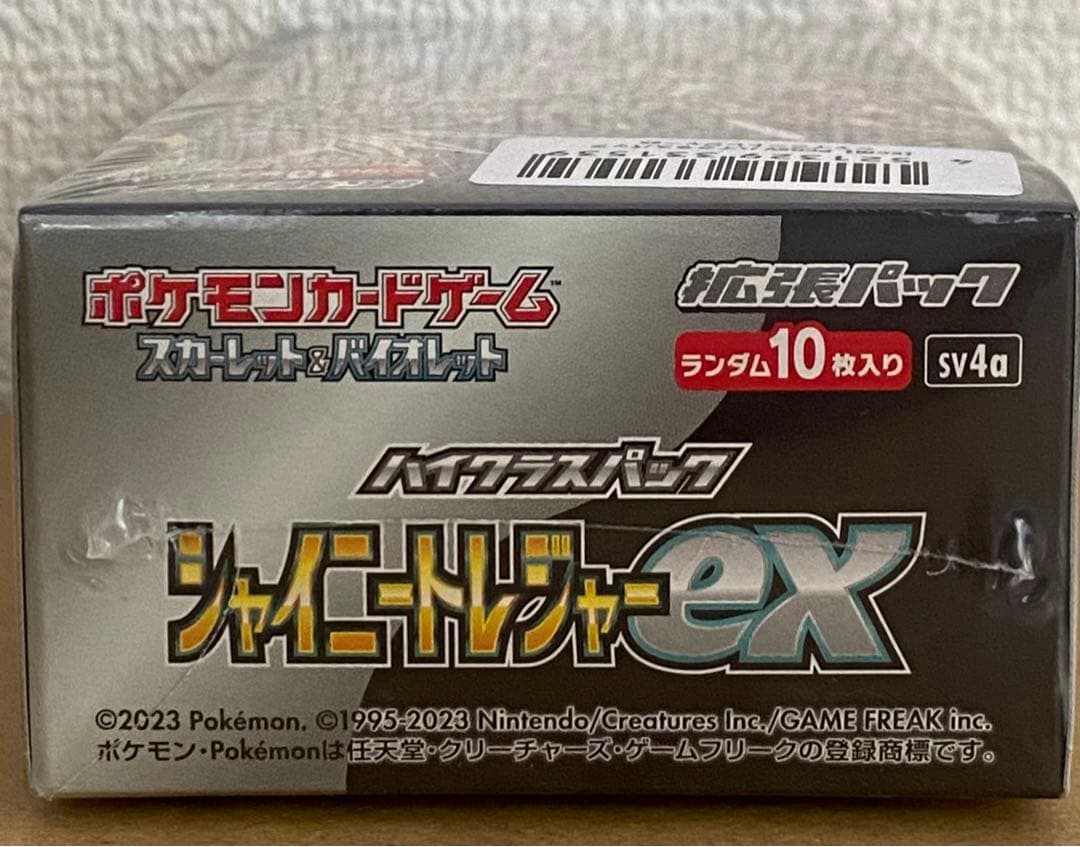 ポケモンカードゲーム™
スカーレット&バイオレット
拡張パック
ランダム10枚入り
sv4a
ハイクラスパック
シャイニートレジャーex
©2023 Pokémon. ©1995-2023 Nintendo/Creatures Inc./GAME FREAK inc.
ポケモン・Pokémonは任天堂・クリーチャーズ・ゲームフリークの登録商標です。